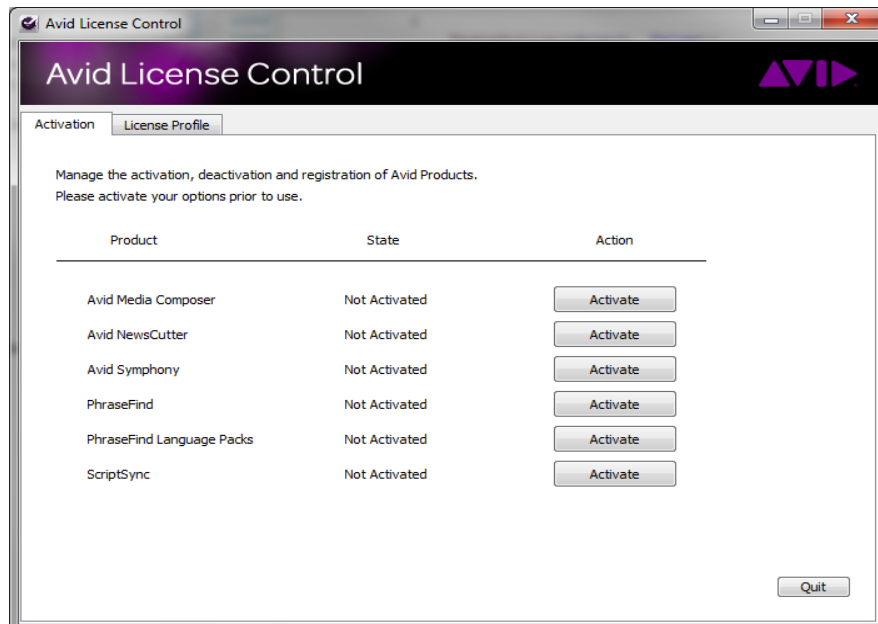 Avid License Control
Avid License Control
AVID
Activation License Profile
Manage the activation, deactivation and registration of Avid Products.
Please activate your options prior to use.
Product State Action
Avid Media Composer Not Activated Activate
Avid NewsCutter Not Activated Activate
Avid Symphony Not Activated Activate
PhraseFind Not Activated Activate
PhraseFind Language Packs Not Activated Activate
ScriptSync Not Activated Activate
Quit